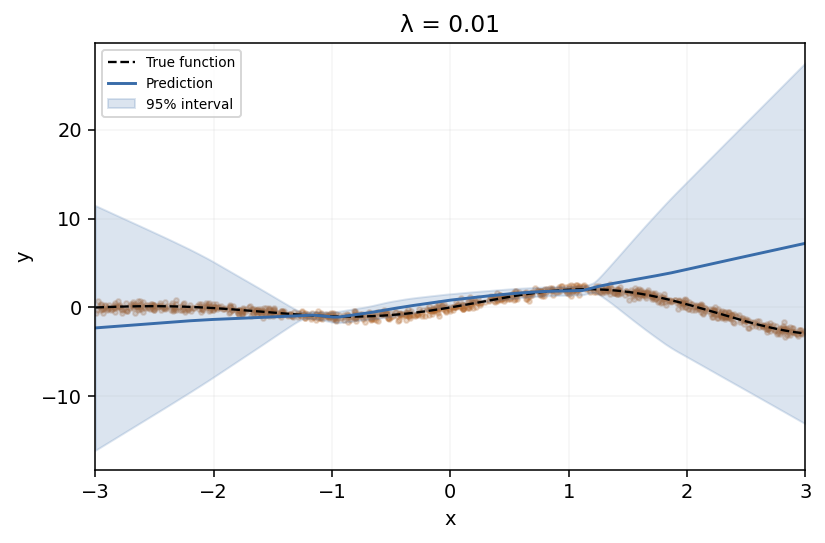 λ = 0.01
True function
Prediction
95% interval
y
20
10
0
−10
−3
−2
−1
0
1
2
3
x